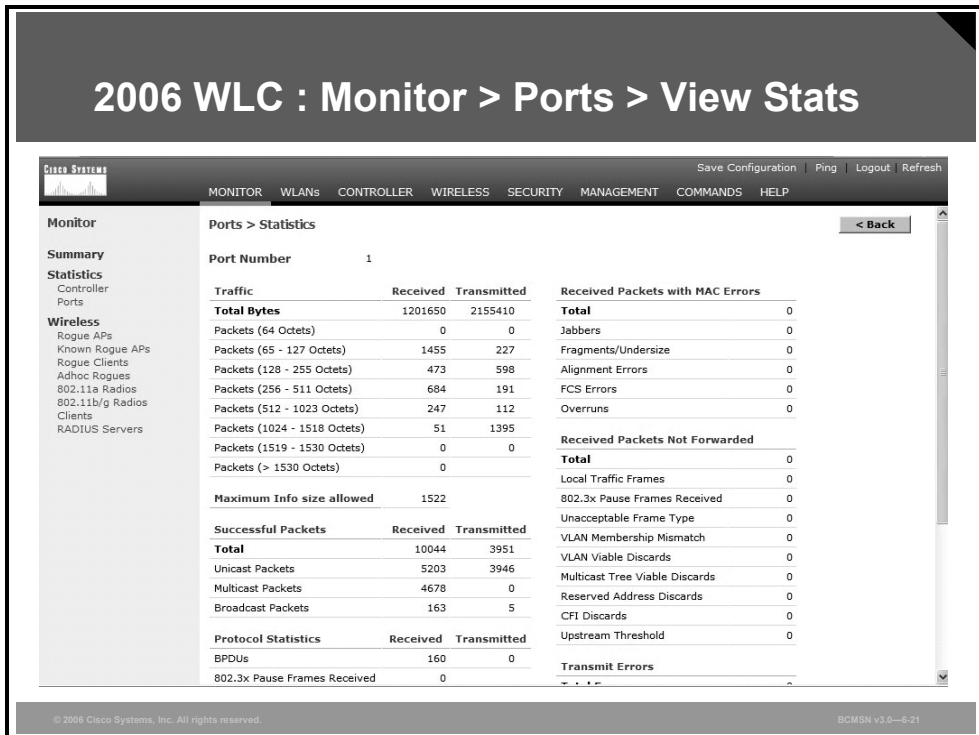 2006 WLC : Monitor > Ports > View Stats
CISCO SYSTEMS
Save Configuration | Ping | Logout | Refresh
MONITOR WLANs CONTROLLER WIRELESS SECURITY MANAGEMENT COMMANDS HELP
Monitor
Summary
Statistics
Controller
Ports
Wireless
Rogue APs
Known Rogue APs
Rogue Clients
Adhoc Rogues
802.11a Radios
802.11b/g Radios
Clients
RADIUS Servers
Ports > Statistics
< Back
Port Number 1
Traffic Received Transmitted
Total Bytes 1201650 2155410
Packets (64 Octets) 0 0
Packets (65 - 127 Octets) 1455 227
Packets (128 - 255 Octets) 473 598
Packets (256 - 511 Octets) 684 191
Packets (512 - 1023 Octets) 247 112
Packets (1024 - 1518 Octets) 51 1395
Packets (1519 - 1530 Octets) 0 0
Packets (> 1530 Octets) 0
Maximum Info size allowed 1522
Successful Packets Received Transmitted
Total 10044 3951
Unicast Packets 5203 3946
Multicast Packets 4678 0
Broadcast Packets 163 5
Protocol Statistics Received Transmitted
BPDUs 160 0
802.3x Pause Frames Received 0
Received Packets with MAC Errors
Total 0
Jabbers 0
Fragments/Undersize 0
Alignment Errors 0
FCS Errors 0
Overruns 0
Received Packets Not Forwarded
Total 0
Local Traffic Frames 0
802.3x Pause Frames Received 0
Unacceptable Frame Type 0
VLAN Membership Mismatch 0
VLAN Viable Discards 0
Multicast Tree Viable Discards 0
Reserved Address Discards 0
CFI Discards 0
Upstream Threshold 0
Transmit Errors
© 2006 Cisco Systems, Inc. All rights reserved.
BCMSN v3.0—6-21